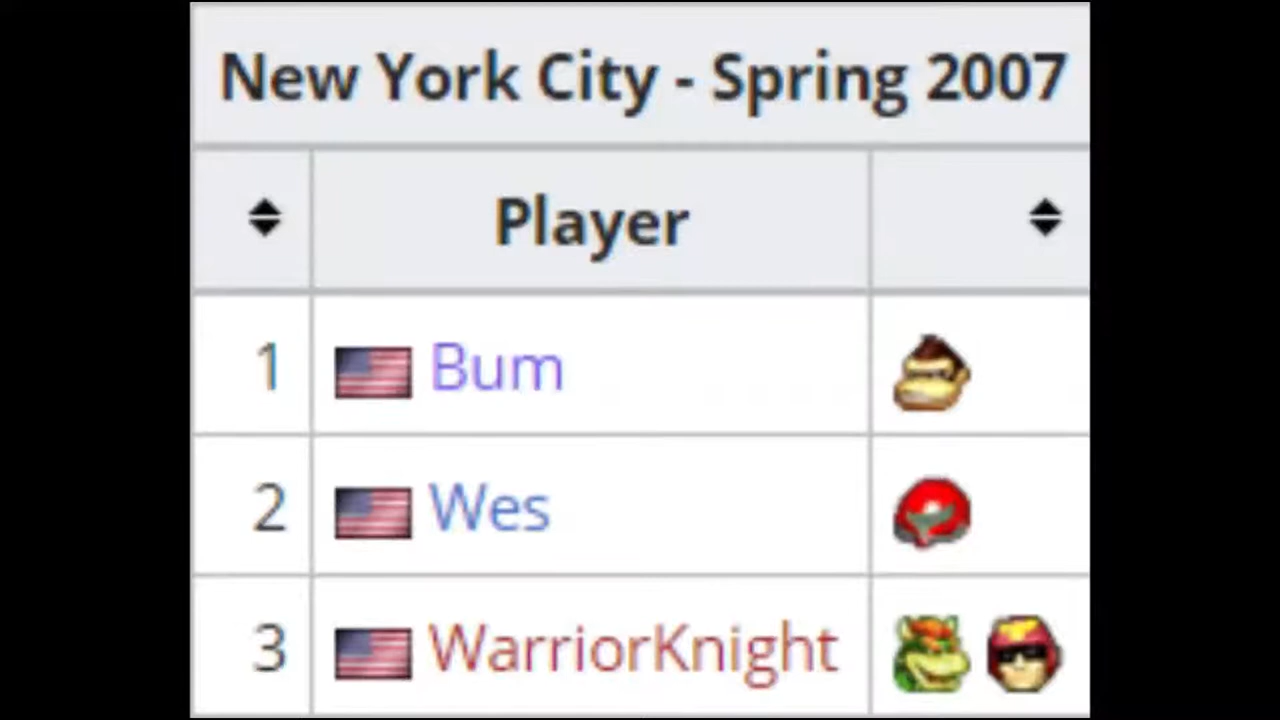 New York City - Spring 2007
Player
1 Bum
2 Wes
3 WarriorKnight